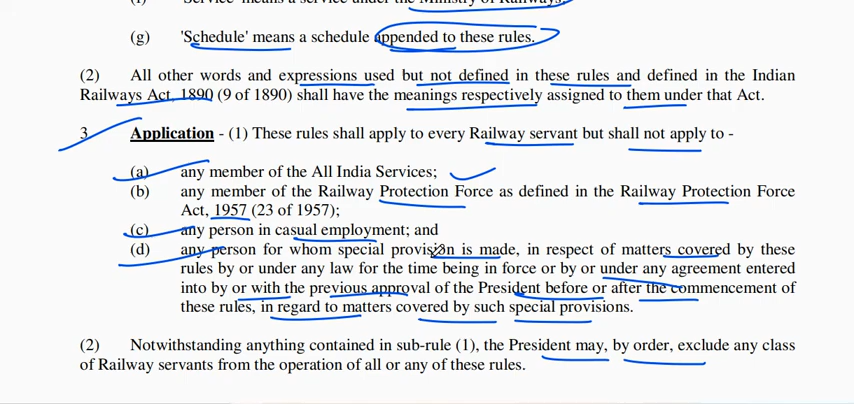 (f) 'Service' means a service under the Ministry of Railways;
(g) 'Schedule' means a schedule appended to these rules.
(2) All other words and expressions used but not defined in these rules and defined in the Indian
Railways Act, 1890 (9 of 1890) shall have the meanings respectively assigned to them under that Act.
3. Application - (1) These rules shall apply to every Railway servant but shall not apply to -
(a) any member of the All India Services;
(b) any member of the Railway Protection Force as defined in the Railway Protection Force
Act, 1957 (23 of 1957);
(c) any person in casual employment; and
(d) any person for whom special provision is made, in respect of matters covered by these
rules by or under any law for the time being in force or by or under any agreement entered
into by or with the previous approval of the President before or after the commencement of
these rules, in regard to matters covered by such special provisions.
(2) Notwithstanding anything contained in sub-rule (1), the President may, by order, exclude any class
of Railway servants from the operation of all or any of these rules.